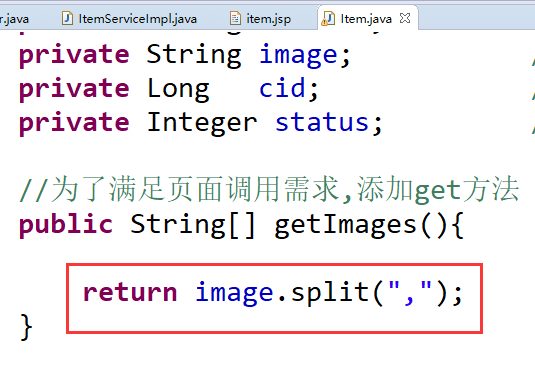 r.java ItemServiceImpl.java item.jsp Item.java
private String image;
private Long cid;
private Integer status;
//为了满足页面调用需求,添加get方法
public String[] getImages(){
return image.split(",");
}